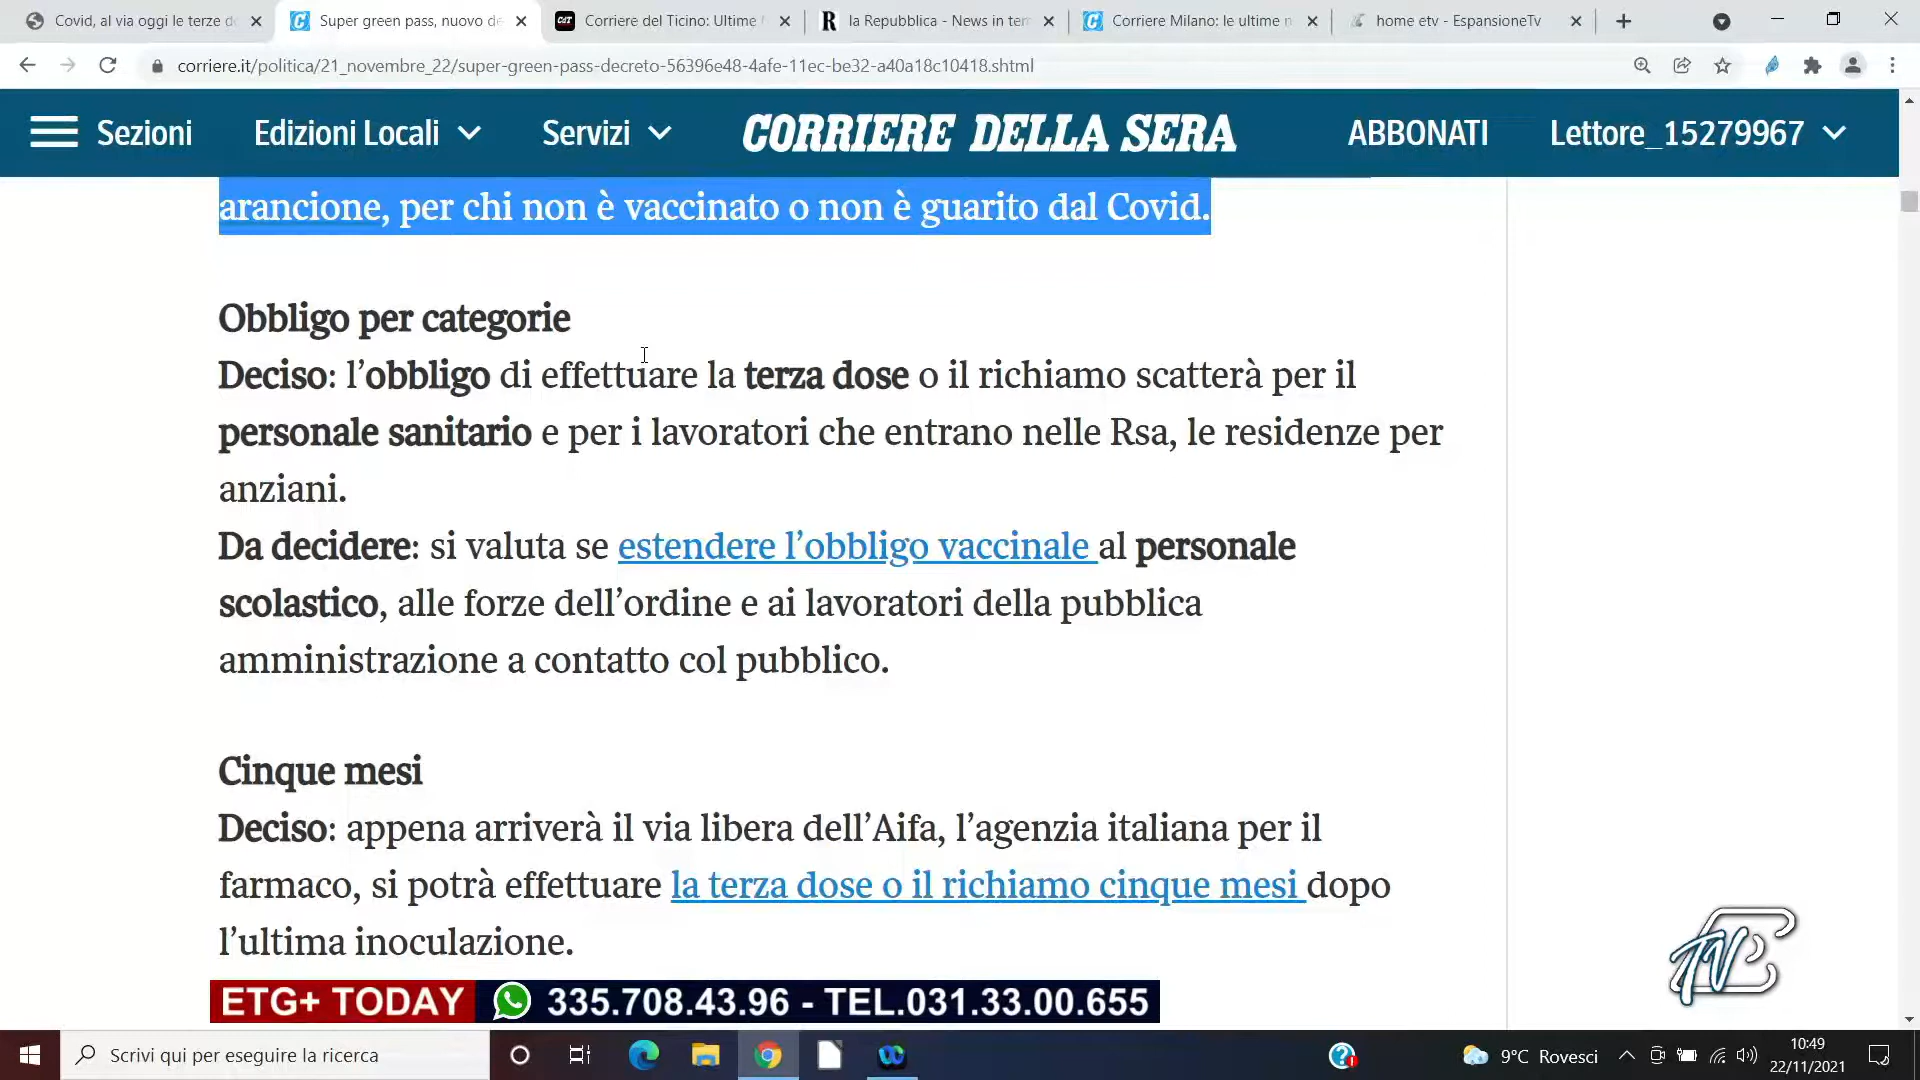 Covid, al via oggi le terze d
Super green pass, nuovo de
CdT
Corriere del Ticino: Ultime
R
la Repubblica - News in tem
Corriere Milano: le ultime n
home etv - EspansioneTv
corriere.it/politica/21_novembre_22/super-green-pass-decreto-56396e48-4afe-11ec-be32-a40a18c10418.shtml
Sezioni
Edizioni Locali
Servizi
CORRIERE DELLA SERA
ABBONATI
Lettore_15279967
arancione, per chi non è vaccinato o non è guarito dal Covid.
Obbligo per categorie
Deciso: l’obbligo di effettuare la terza dose o il richiamo scatterà per il
personale sanitario e per i lavoratori che entrano nelle Rsa, le residenze per
anziani.
Da decidere: si valuta se estendere l’obbligo vaccinale al personale
scolastico, alle forze dell’ordine e ai lavoratori della pubblica
amministrazione a contatto col pubblico.
Cinque mesi
Deciso: appena arriverà il via libera dell’Aifa, l’agenzia italiana per il
farmaco, si potrà effettuare la terza dose o il richiamo cinque mesi dopo
l’ultima inoculazione.
ETG+ TODAY 335.708.43.96 - TEL.031.33.00.655
Scrivi qui per eseguire la ricerca
9°C Rovesci
10:49
22/11/2021